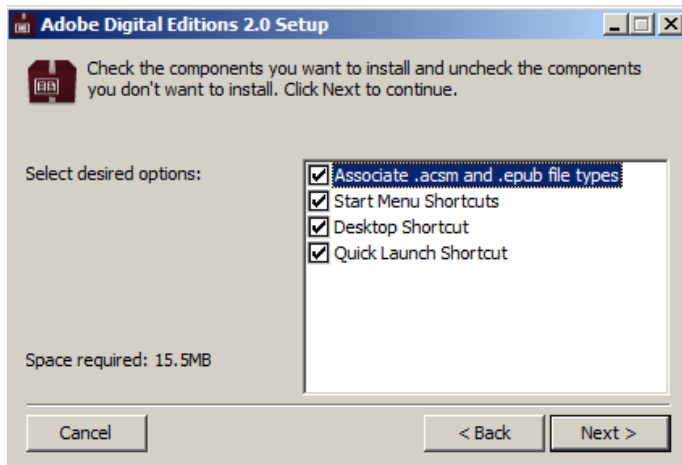 Adobe Digital Editions 2.0 Setup
Check the components you want to install and uncheck the components
you don't want to install. Click Next to continue.
Select desired options:
Associate .acsm and .epub file types
Start Menu Shortcuts
Desktop Shortcut
Quick Launch Shortcut
Space required: 15.5MB
Cancel
< Back
Next >